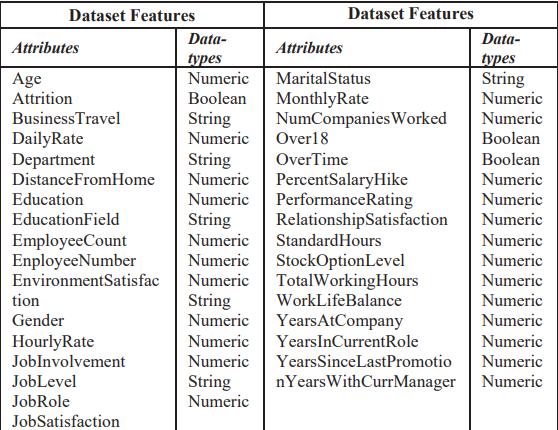 Dataset Features Dataset Features
Attributes Data-types Attributes Data-types
Age Numeric MaritalStatus String
Attrition Boolean MonthlyRate Numeric
BusinessTravel String NumCompaniesWorked Numeric
DailyRate Numeric Over18 Boolean
Department String OverTime Boolean
DistanceFromHome Numeric PercentSalaryHike Numeric
Education Numeric PerformanceRating Numeric
EducationField String RelationshipSatisfaction Numeric
EmployeeCount Numeric StandardHours Numeric
EnployeeNumber Numeric StockOptionLevel Numeric
EnvironmentSatisfac Numeric TotalWorkingHours Numeric
tion String WorkLifeBalance Numeric
Gender Numeric YearsAtCompany Numeric
HourlyRate Numeric YearsInCurrentRole Numeric
JobInvolvement Numeric YearsSinceLastPromotio Numeric
JobLevel String nYearsWithCurrManager Numeric
JobRole Numeric
JobSatisfaction